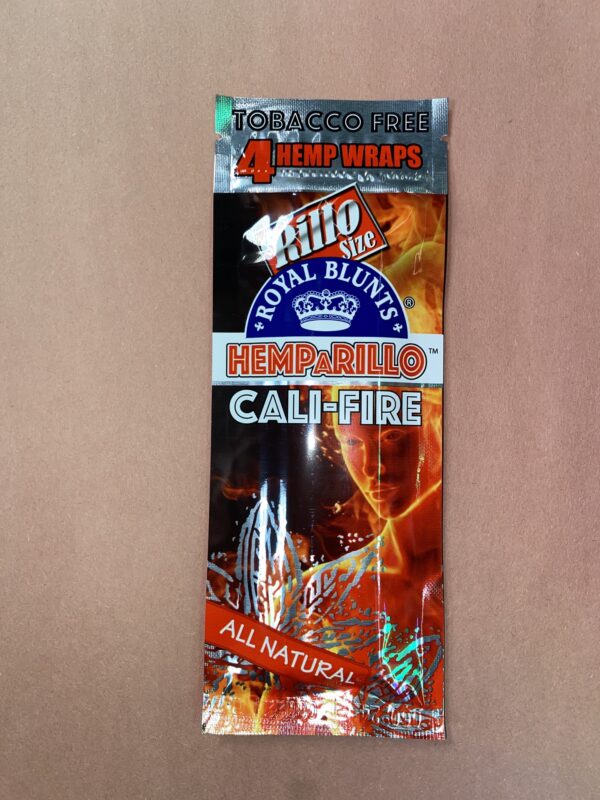 TOBACCO FREE
4 HEMP WRAPS
Rillo
Size
ROYAL BLUNTS ®
HEMPaRILLO ™
CALI-FIRE
ALL NATURAL